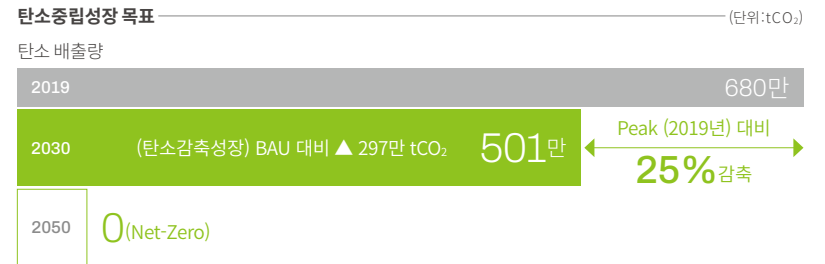 탄소중립성장 목표 (단위:tCO₂)
탄소 배출량
2019 680만
2030 (탄소감축성장) BAU 대비 ▲ 297만 tCO₂ 501만
Peak (2019년) 대비
25%감축
2050 0(Net-Zero)